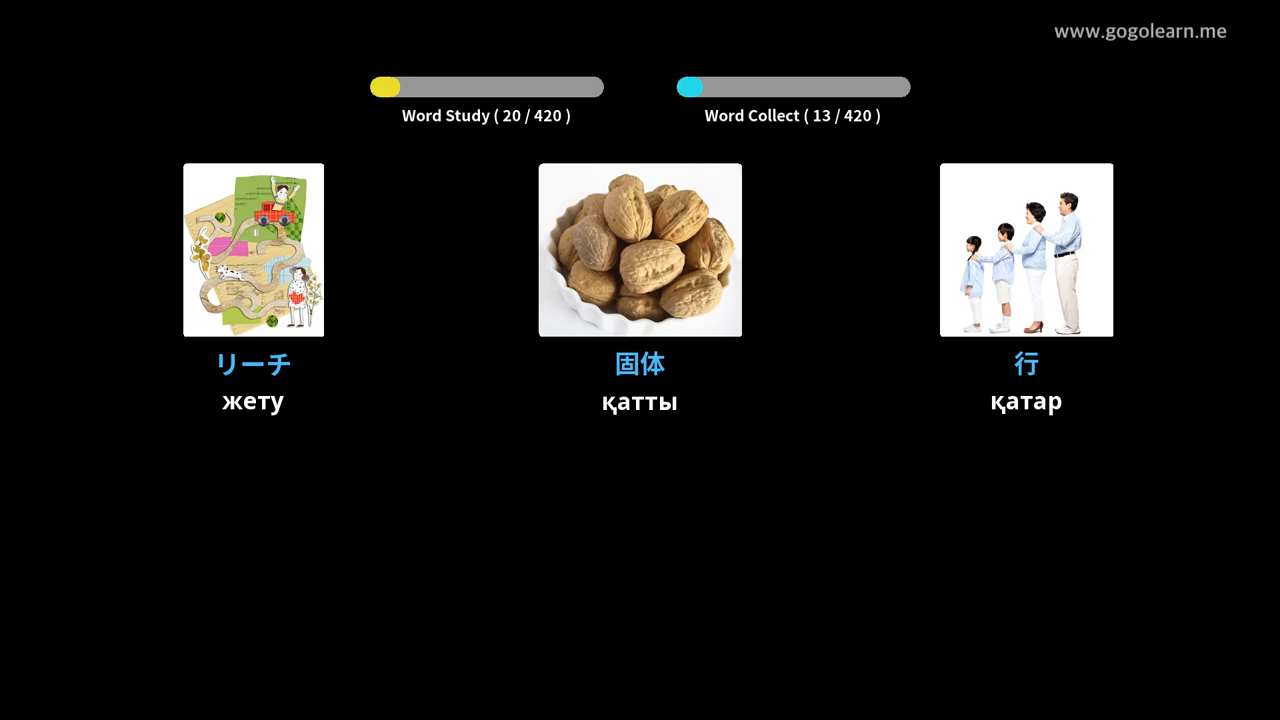 www.gogolearn.me
Word Study ( 20 / 420 )
Word Collect ( 13 / 420 )
リーチ
жету
固体
қатты
行
қатар